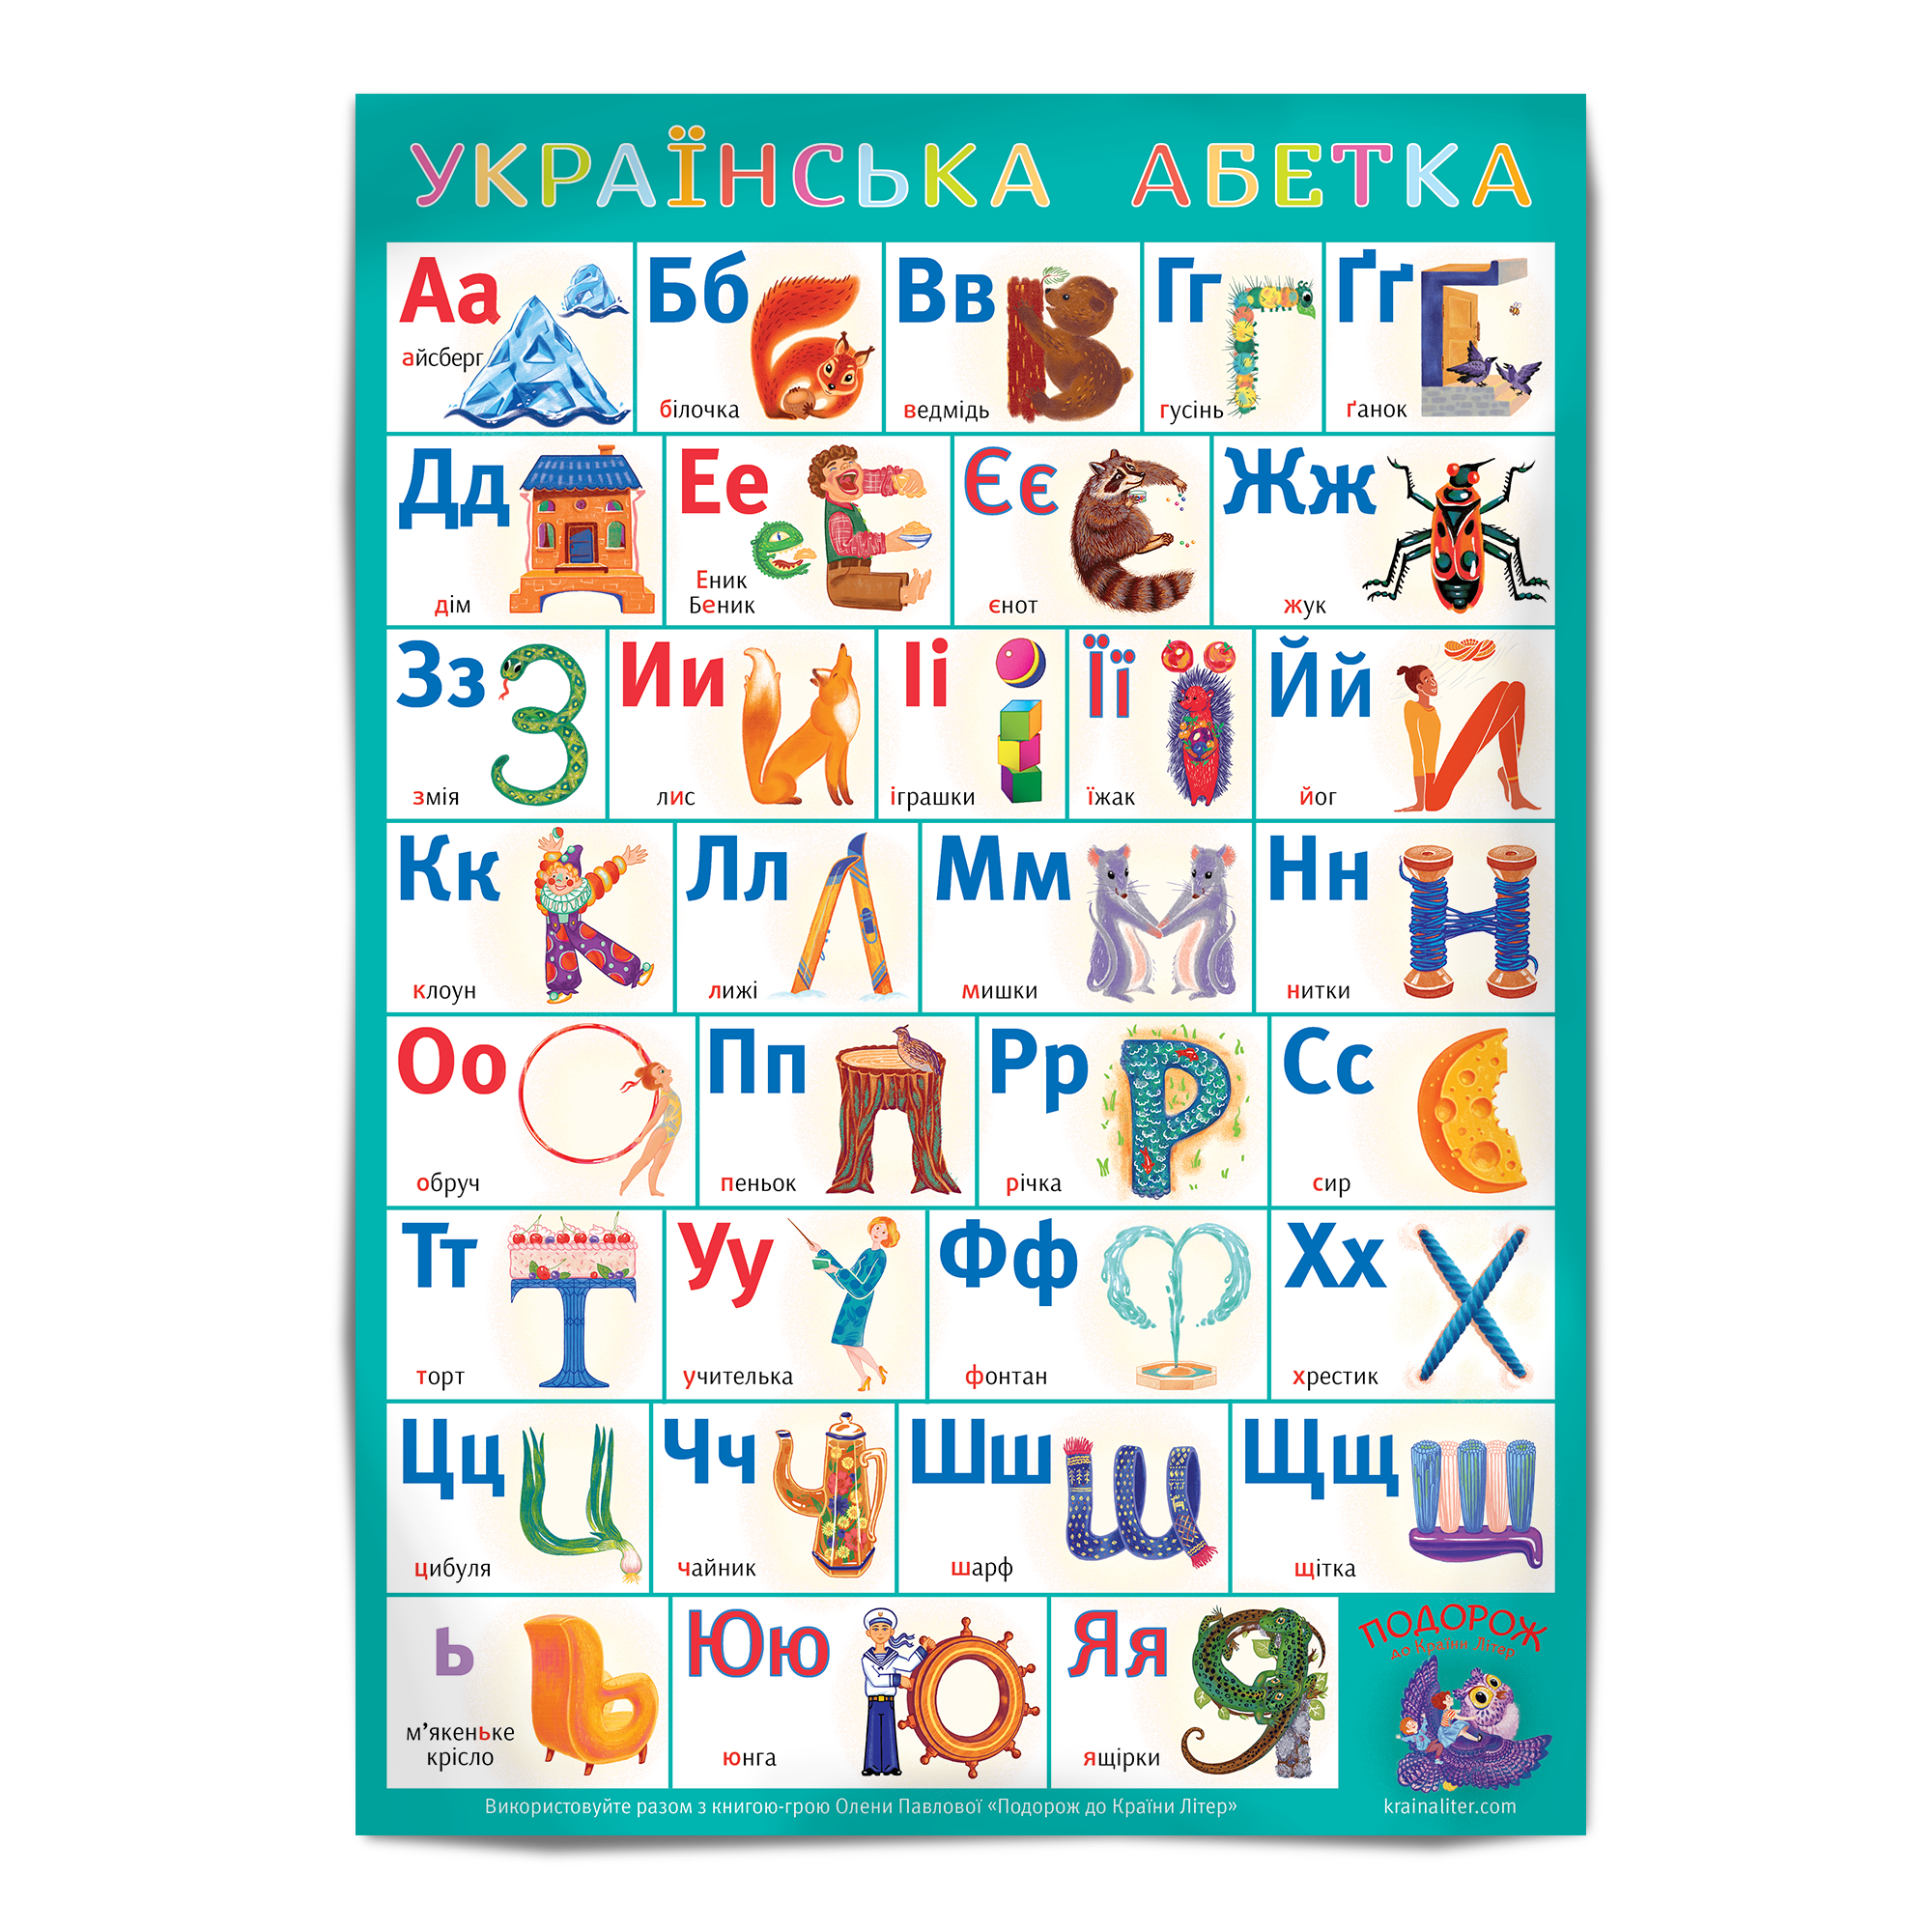 УКРАЇНСЬКА АБЕТКА
Аа
айсберг
Бб
білочка
Вв
ведмідь
Гг
гусінь
Ґґ
ґанок
Дд
дім
Ее
Еник
Беник
Єє
єнот
Жж
жук
Зз
змія
Ии
лис
Іі
іграшки
Її
їжак
Йй
йог
Кк
клоун
Лл
лижі
Мм
мишки
Нн
нитки
Оо
обруч
Пп
пеньок
Рр
річка
Сс
сир
Тт
торт
Уу
учителька
Фф
фонтан
Хх
хрестик
Цц
цибуля
Чч
чайник
Шш
шарф
Щщ
щітка
ь
м’якеньке
крісло
Юю
юнга
Яя
ящірки
ПОДОРОЖ
до Країни Літер
Використовуйте разом з книгою-грою Олени Павлової «Подорож до Країни Літер»
krainaliter.com